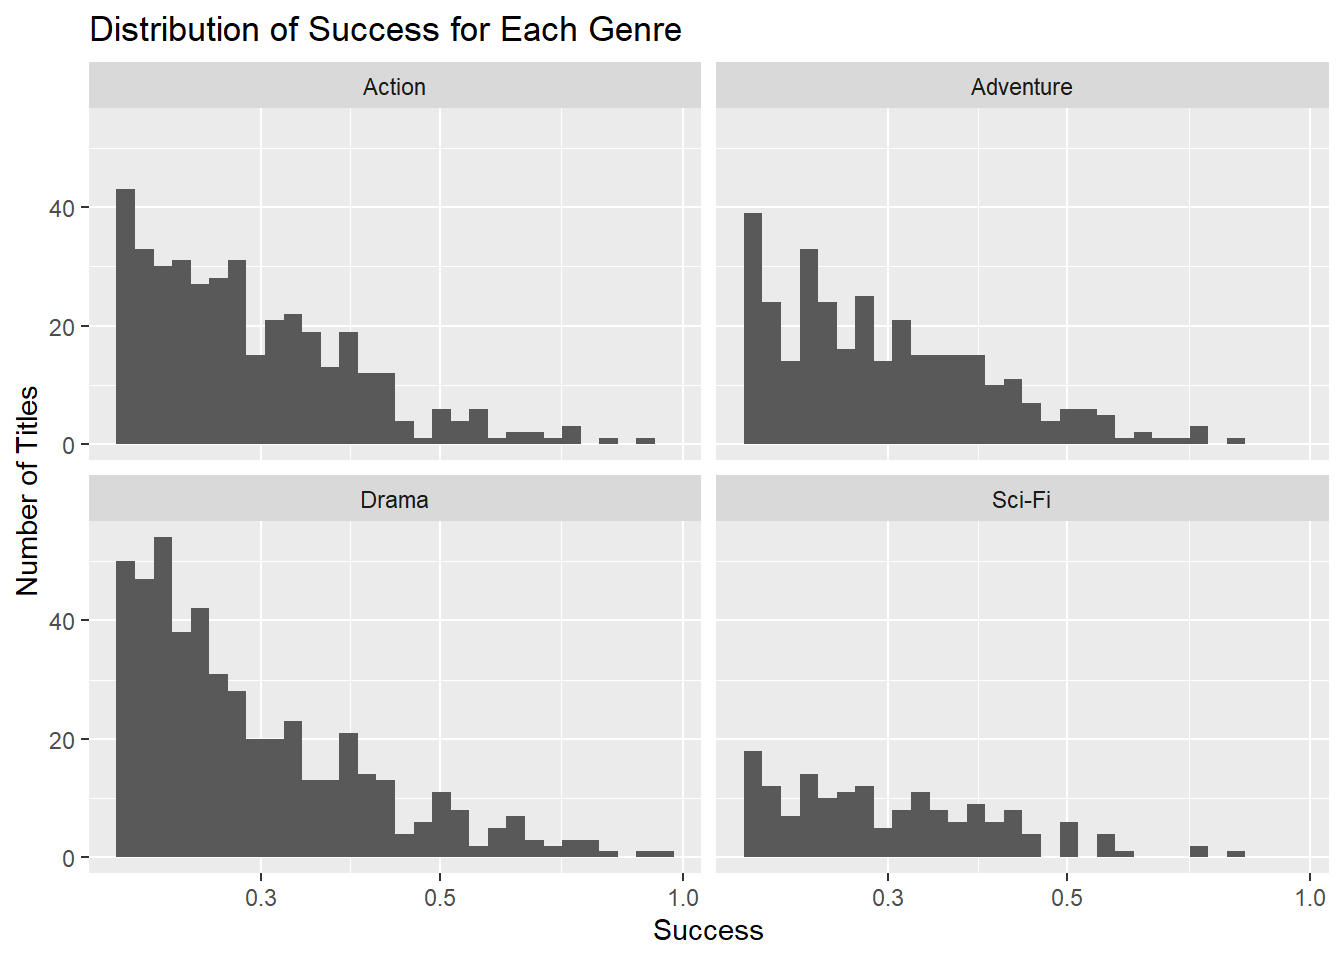 Distribution of Success for Each Genre
Action
Adventure
40
20
0
Drama
Sci-Fi
40
20
0
0.3
0.5
1.0
0.3
0.5
1.0
Success
Number of Titles